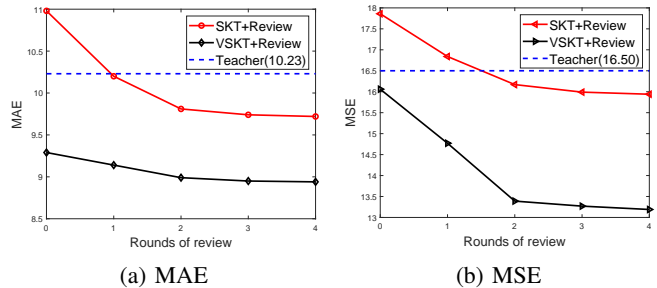 11
10.5
10
9.5
9
8.5
0 1 2 3 4
MAE
Rounds of review
SKT+Review
VSKT+Review
Teacher(10.23)
(a) MAE
18
17.5
17
16.5
16
15.5
15
14.5
14
13.5
13
0 1 2 3 4
MSE
Rounds of review
SKT+Review
VSKT+Review
Teacher(16.50)
(b) MSE